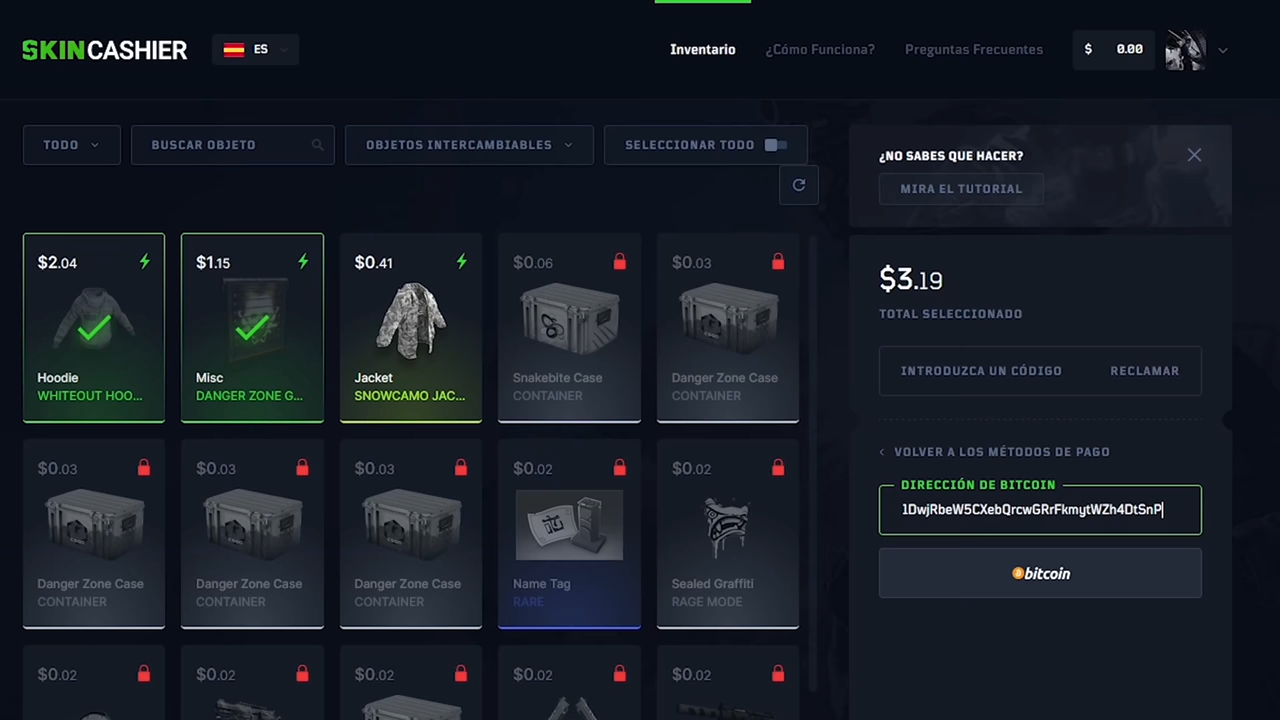 SKINCASHIER
ES
Inventario
¿Cómo Funciona?
Preguntas Frecuentes
$ 0.00
TODO
BUSCAR OBJETO
OBJETOS INTERCAMBIABLES
SELECCIONAR TODO
¿NO SABES QUE HACER?
MIRA EL TUTORIAL
$2.04
Hoodie
WHITEOUT HOO...
$1.15
Misc
DANGER ZONE G...
$0.41
Jacket
SNOWCAMO JAC...
$0.06
Snakebite Case
CONTAINER
$0.03
Danger Zone Case
CONTAINER
$0.03
Danger Zone Case
CONTAINER
$0.03
Danger Zone Case
CONTAINER
$0.03
Danger Zone Case
CONTAINER
$0.02
Name Tag
RARE
$0.02
Sealed Graffiti
RAGE MODE
$0.02
$0.02
$0.02
$0.02
$0.02
$3.19
TOTAL SELECCIONADO
INTRODUZCA UN CÓDIGO
RECLAMAR
VOLVER A LOS MÉTODOS DE PAGO
DIRECCIÓN DE BITCOIN
1DwjRbeW5CXebQrcwGRrFkmytWZh4DtSnP
bitcoin